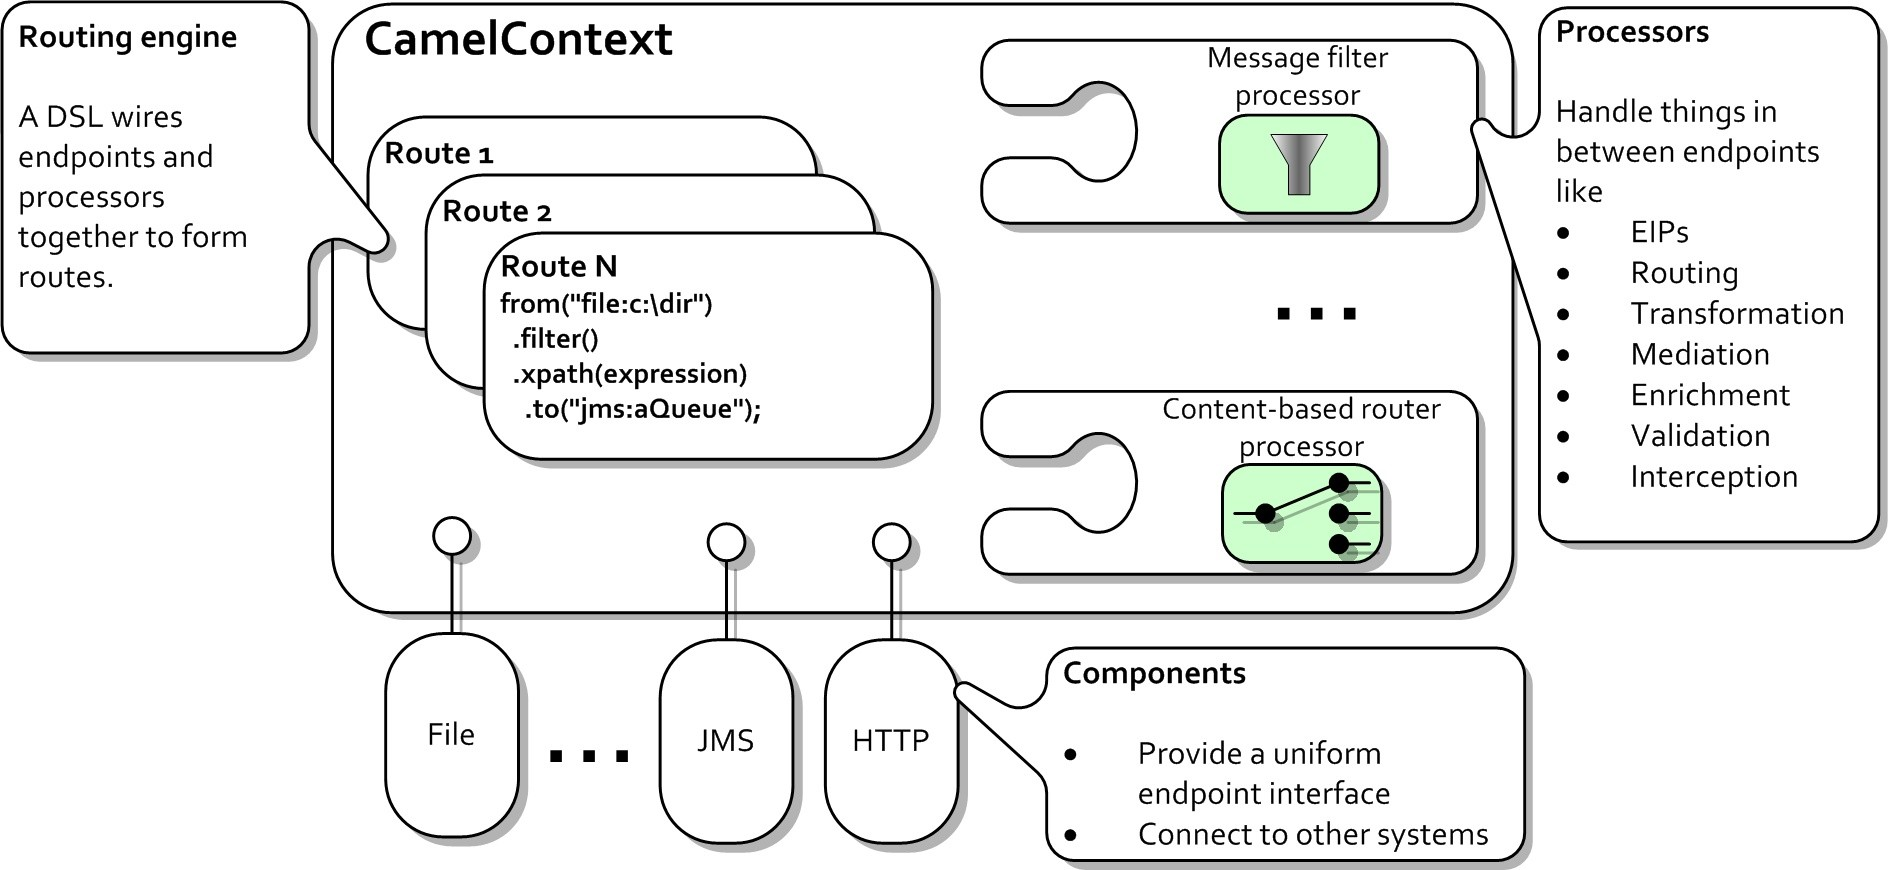 Routing engine
A DSL wires
endpoints and
processors
together to form
routes.
CamelContext
Route 1
Route 2
Route N
from("file:c:\dir")
.filter()
.xpath(expression)
.to("jms:aQueue");
Message filter
processor
...
Content-based router
processor
Processors
Handle things in
between endpoints
like
• EIPs
• Routing
• Transformation
• Mediation
• Enrichment
• Validation
• Interception
File
...
JMS
HTTP
Components
• Provide a uniform
endpoint interface
• Connect to other systems